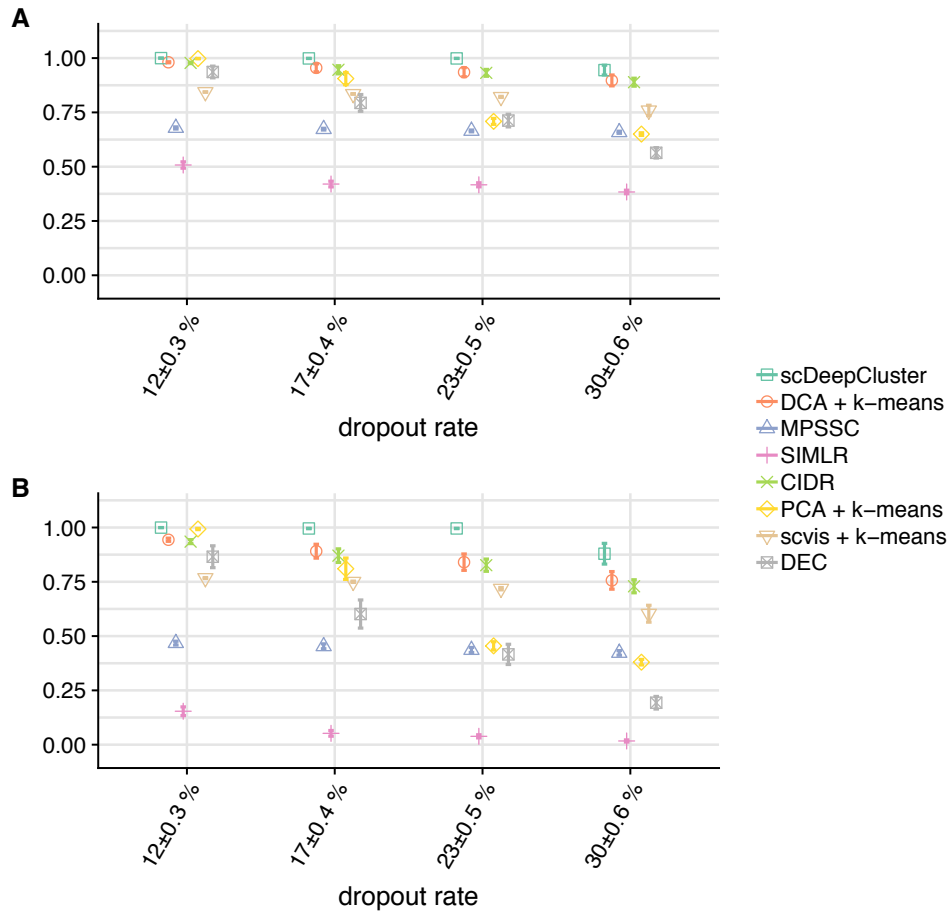 A
1.00
0.75
0.50
0.25
0.00
12±0.3 %
17±0.4 %
23±0.5 %
30±0.6 %
dropout rate
scDeepCluster
DCA + k−means
MPSSC
SIMLR
CIDR
PCA + k−means
scvis + k−means
DEC
B
1.00
0.75
0.50
0.25
0.00
12±0.3 %
17±0.4 %
23±0.5 %
30±0.6 %
dropout rate